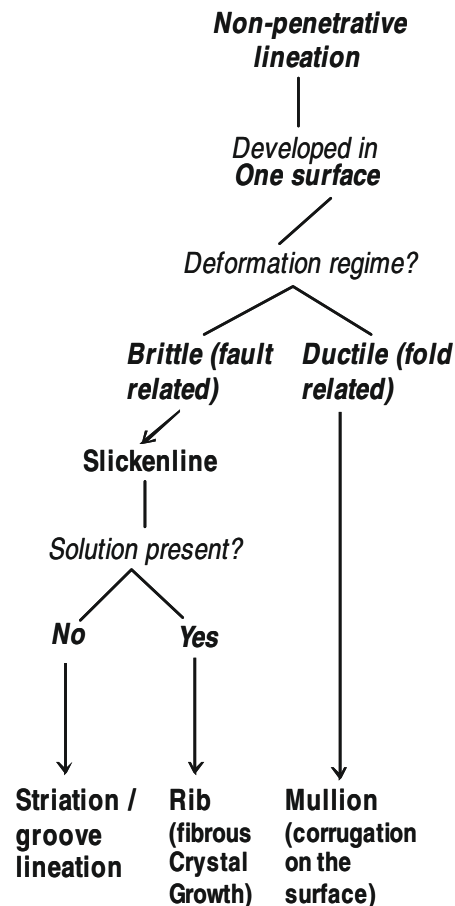 Non-penetrative
lineation
Developed in
One surface
Deformation regime?
Brittle (fault
related)
Ductile (fold
related)
Slickenline
Solution present?
No
Yes
Striation /
groove
lineation
Rib
(fibrous
Crystal
Growth)
Mullion
(corrugation
on the
surface)